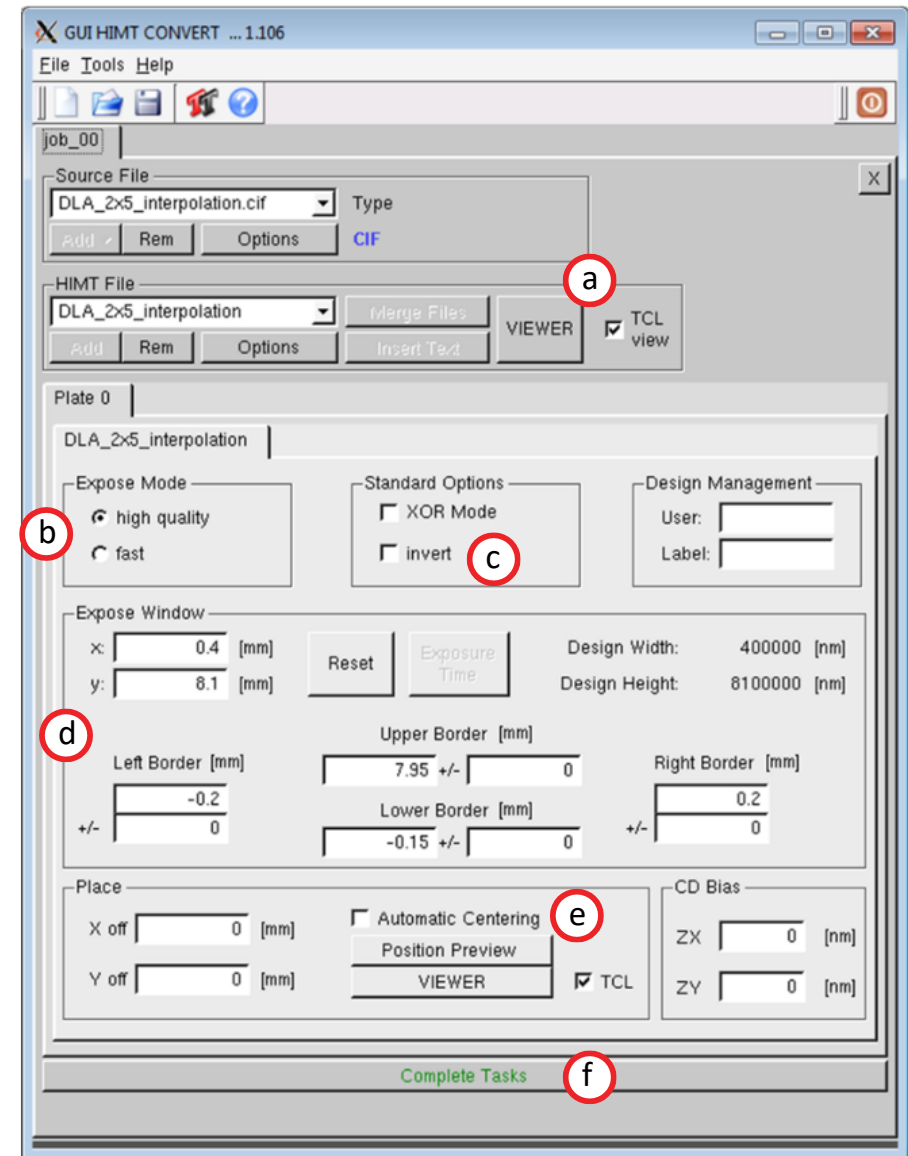 GUI HIMT CONVERT ... 1.106
File Tools Help
job_00
X
Source File
DLA_2x5_interpolation.cif Type
Add Rem Options CIF
a
HIMT File
DLA_2x5_interpolation Merge Files VIEWER TCL view
Add Rem Options Insert Text
Plate 0
DLA_2x5_interpolation
Expose Mode Standard Options Design Management
b high quality XOR Mode User:
fast invert c Label:
Expose Window
x: 0.4 [mm] Reset Exposure Time Design Width: 400000 [nm]
y: 8.1 [mm] Design Height: 8100000 [nm]
d
Upper Border [mm]
Left Border [mm] 7.95 +/- 0 Right Border [mm]
-0.2 Lower Border [mm] 0.2
+/- 0 -0.15 +/- 0 +/- 0
Place CD Bias
X off 0 [mm] Automatic Centering e ZX 0 [nm]
Position Preview
Y off 0 [mm] VIEWER TCL ZY 0 [nm]
Complete Tasks f